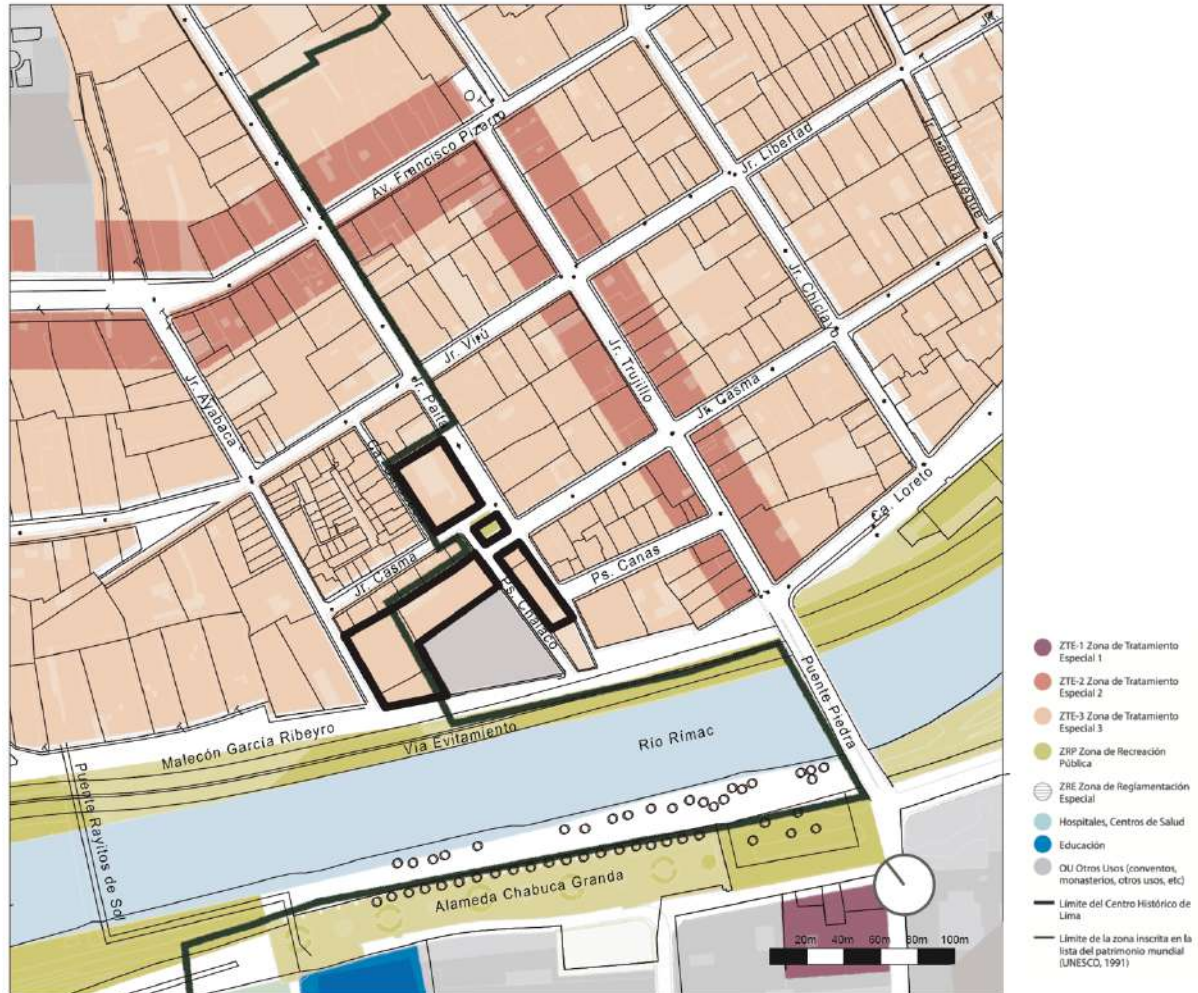 Av. Francisco Pizarro
Jr. Libertad
Jr. Lambayeque
Jr. Chiclayo
Jr. Virú
Jr. Trujillo
Jr. Paita
Jr. Ayabaca
Jr. Casma
Ca. Loreto
Jr. Casma
Ps. Canas
Ps. Chalaco
Puente Piedra
Río Rímac
Malecón García Ribeyro
Vía Evitamiento
Puente Rayitos de Sol
Alameda Chabuca Granda
20m 40m 60m 80m 100m
ZTE-1 Zona de Tratamiento
Especial 1
ZTE-2 Zona de Tratamiento
Especial 2
ZTE-3 Zona de Tratamiento
Especial 3
ZRP Zona de Recreación
Pública
ZRE Zona de Reglamentación
Especial
Hospitales, Centros de Salud
Educación
OU Otros Usos (conventos,
monasterios, otros usos, etc)
Límite del Centro Histórico de
Lima
Límite de la zona inscrita en la
lista del patrimonio mundial
(UNESCO, 1991)